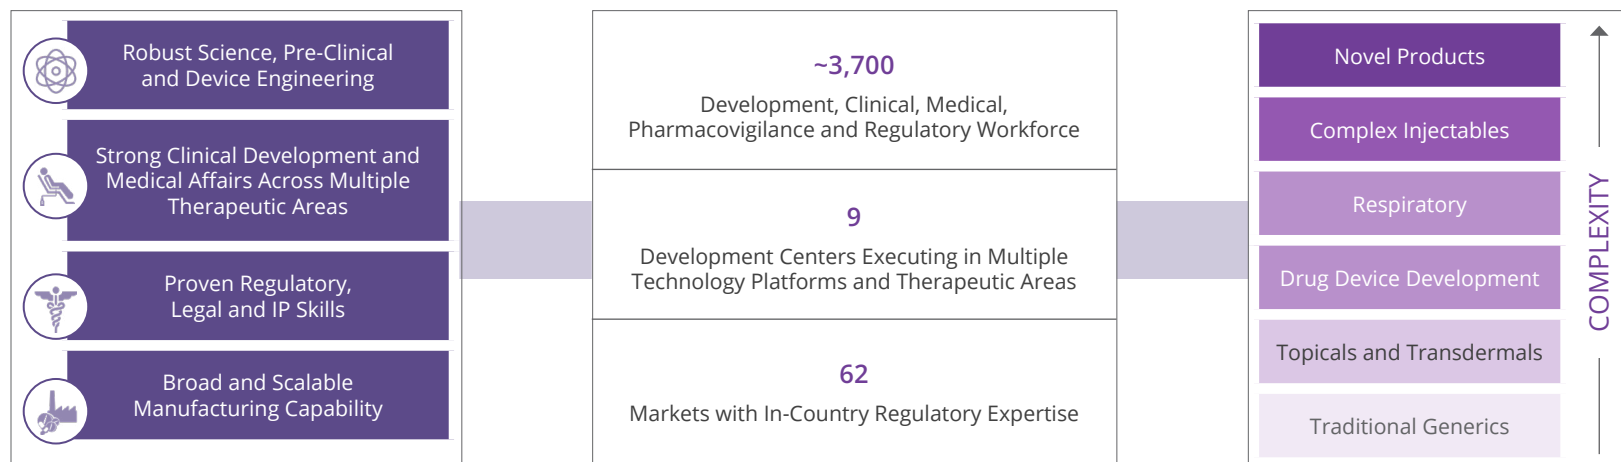 Robust Science, Pre-Clinical
and Device Engineering
Strong Clinical Development and
Medical Affairs Across Multiple
Therapeutic Areas
Proven Regulatory,
Legal and IP Skills
Broad and Scalable
Manufacturing Capability
~3,700
Development, Clinical, Medical,
Pharmacovigilance and Regulatory Workforce
9
Development Centers Executing in Multiple
Technology Platforms and Therapeutic Areas
62
Markets with In-Country Regulatory Expertise
Novel Products
Complex Injectables
Respiratory
Drug Device Development
Topicals and Transdermals
Traditional Generics
COMPLEXITY